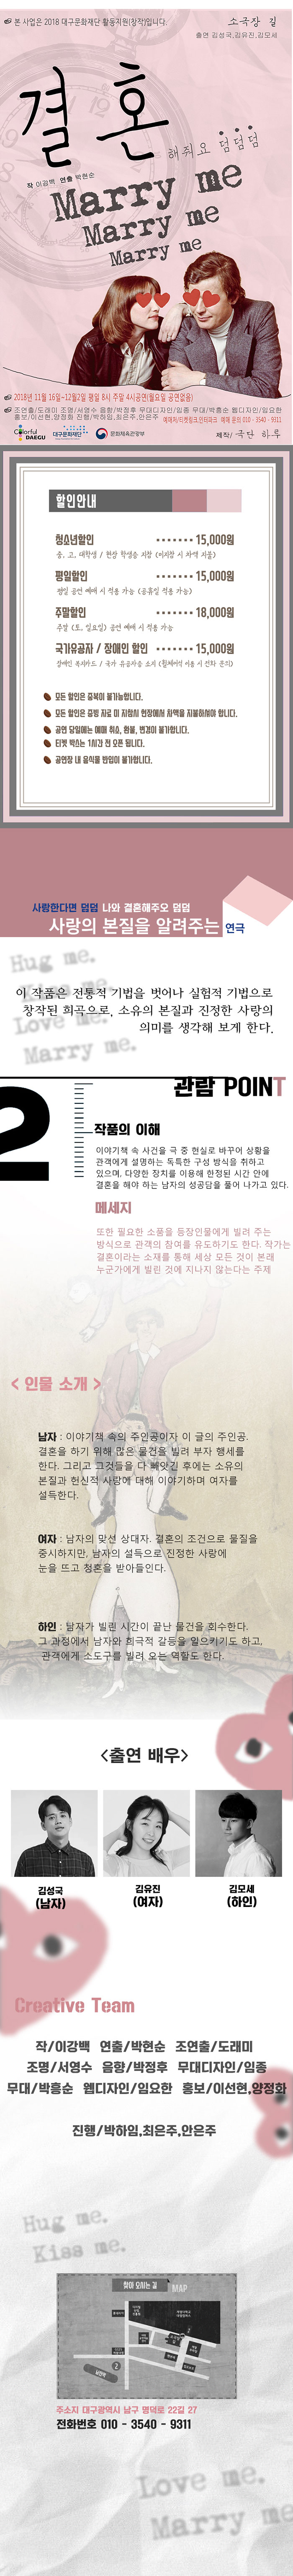 본 사업은 2018 대구문화재단 활동지원(창작)입니다.
소극장 길
출연 김성국,김유진,김모세
결혼
해줘요 덤덤덤
작 이강백 연출 박현순
Marry me
Marry me
Marry me
2018년 11월 16일~12월2일 평일 8시 주말 4시공연(월요일 공연없음)
조연출/도래미 조명/서영수 음향/박정후 무대디자인/임종 무대/박흥순 웹디자인/임요한
홍보/이선현,양정화 진행/박하임,최은주,안은주
예매처/티켓링크,인터파크 예매 문의 010 - 3540 - 9311
Colorful DAEGU
대구문화재단
문화체육관광부
제작/ 극단 하루
할인안내
청소년할인 15,000원
중, 고, 대학생 / 현장 학생증 지참 (미지참 시 차액 지불)
평일할인 15,000원
평일 공연 예매 시 적용 가능 (공휴일 적용 가능)
주말할인 18,000원
주말 (토, 일요일) 공연 예매 시 적용 가능
국가유공자 / 장애인 할인 15,000원
장애인 복지카드 / 국가 유공자증 소지 (휠체어석 이용 시 전화 문의)
모든 할인은 중복이 불가능합니다.
모든 할인은 증빙 자료 미 지참시 현장에서 차액을 지불하셔야 합니다.
공연 당일에는 예매 취소, 환불, 변경이 불가합니다.
티켓 박스는 1시간 전 오픈 됩니다.
공연장 내 음식물 반입이 불가합니다.
사랑한다면 덤덤 나와 결혼해주오 덤덤
사랑의 본질을 알려주는 연극
Hug me.
Kiss me.
Love me.
Marry me.
이 작품은 전통적 기법을 벗어나 실험적 기법으로
창작된 희극으로, 소유의 본질과 진정한 사랑의
의미를 생각해 보게 한다.
관람 POINT
2
작품의 이해
이야기책 속 사건을 극 중 현실로 바꾸어 상황을
관객에게 설명하는 독특한 구성 방식을 취하고
있으며, 다양한 장치를 이용해 한정된 시간 안에
결혼을 해야 하는 남자의 성공담을 풀어 나가고 있다.
메세지
또한 필요한 소품을 등장인물에게 빌려 주는
방식으로 관객의 참여를 유도하기도 한다. 작가는
결혼이라는 소재를 통해 세상 모든 것이 본래
누군가에게 빌린 것에 지나지 않는다는 주제
< 인물 소개 >
남자 : 이야기책 속의 주인공이자 이 글의 주인공.
결혼을 하기 위해 많은 물건을 빌려 부자 행세를
한다. 그리고 그것들을 다 빼앗긴 후에는 소유의
본질과 헌신적 사랑에 대해 이야기하며 여자를
설득한다.
여자 : 남자의 맞선 상대자. 결혼의 조건으로 물질을
중시하지만, 남자의 설득으로 진정한 사랑에
눈을 뜨고 청혼을 받아들인다.
하인 : 남자가 빌린 시간이 끝난 물건을 회수한다.
그 과정에서 남자와 희극적 갈등을 일으키기도 하고,
관객에게 소도구를 빌려 오는 역할도 한다.
<출연 배우>
김성국
(남자)
김유진
(여자)
김모세
(하인)
Creative Team
작/이강백 연출/박현순 조연출/도래미
조명/서영수 음향/박정후 무대디자인/임종
무대/박흥순 웹디자인/임요한 홍보/이선현,양정화
진행/박하임,최은주,안은주
Hug me.
Kiss me.
찾아 오시는 길
MAP
2
주소지 대구광역시 남구 명덕로 22길 27
전화번호 010 - 3540 - 9311
Love me.
Marry me.